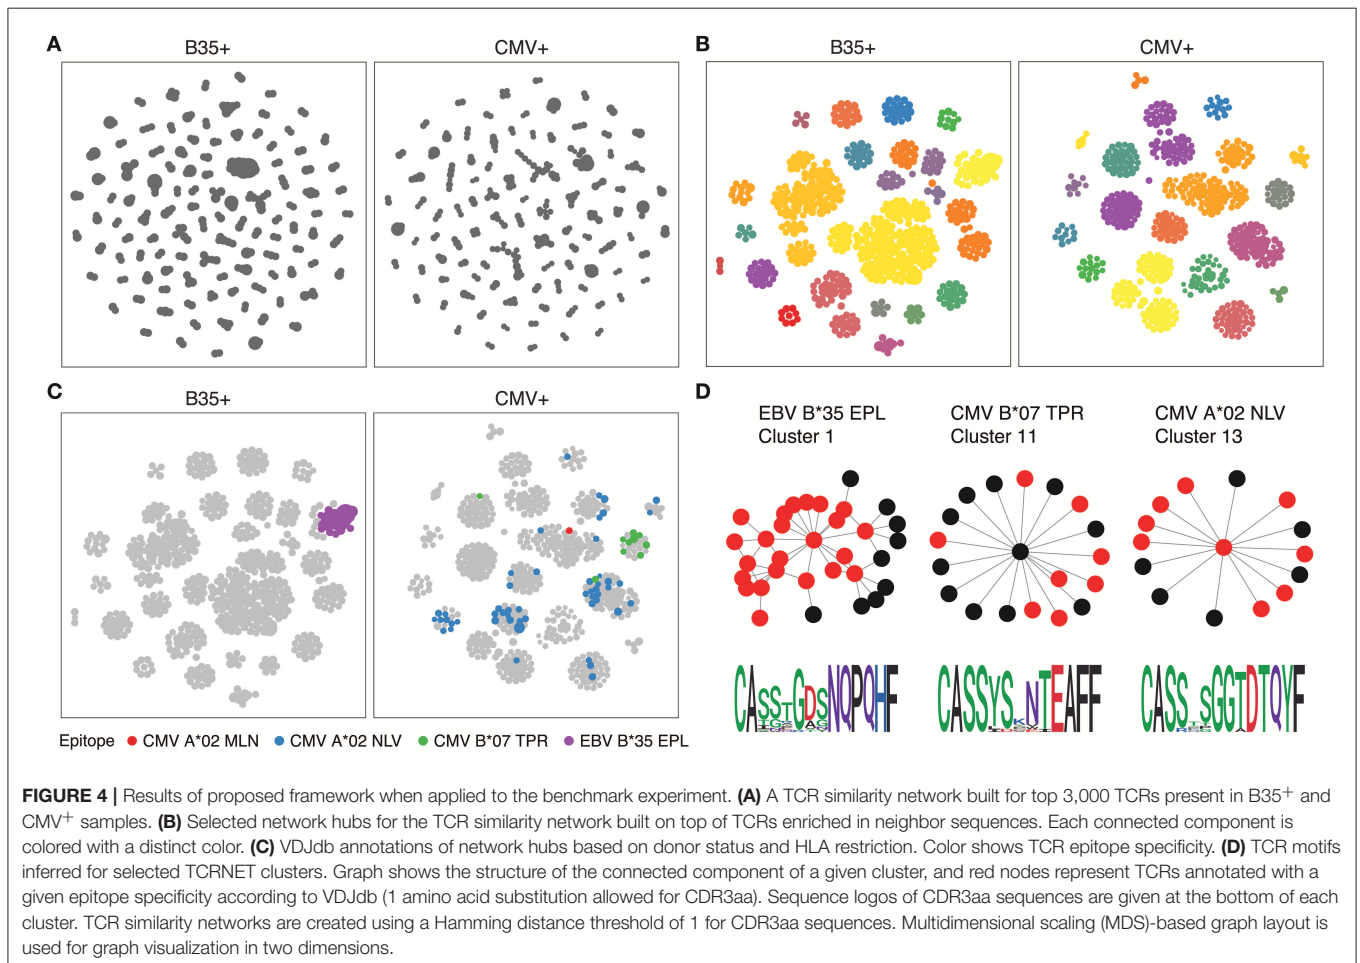 A
B35+
CMV+
B
B35+
CMV+
C
B35+
CMV+
Epitope
CMV A*02 MLN
CMV A*02 NLV
CMV B*07 TPR
EBV B*35 EPL
D
EBV B*35 EPL
Cluster 1
CMV B*07 TPR
Cluster 11
CMV A*02 NLV
Cluster 13
CASSTGDSNQPQHF
CASSYS NTEAFF
CASS SGGTDTQYF
FIGURE 4 | Results of proposed framework when applied to the benchmark experiment. (A) A TCR similarity network built for top 3,000 TCRs present in B35+ and
CMV+ samples. (B) Selected network hubs for the TCR similarity network built on top of TCRs enriched in neighbor sequences. Each connected component is
colored with a distinct color. (C) VDJdb annotations of network hubs based on donor status and HLA restriction. Color shows TCR epitope specificity. (D) TCR motifs
inferred for selected TCRNET clusters. Graph shows the structure of the connected component of a given cluster, and red nodes represent TCRs annotated with a
given epitope specificity according to VDJdb (1 amino acid substitution allowed for CDR3aa). Sequence logos of CDR3aa sequences are given at the bottom of each
cluster. TCR similarity networks are created using a Hamming distance threshold of 1 for CDR3aa sequences. Multidimensional scaling (MDS)-based graph layout is
used for graph visualization in two dimensions.